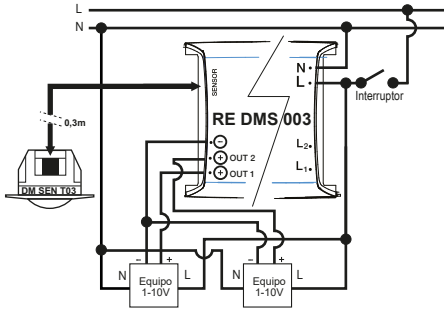 L
N
SENSOR
N
L
Interruptor
0,3m
RE DMS 003
−
+ OUT 2
+ OUT 1
L2
L1
DM SEN T03
− +
− +
N Equipo 1-10V L
N Equipo 1-10V L